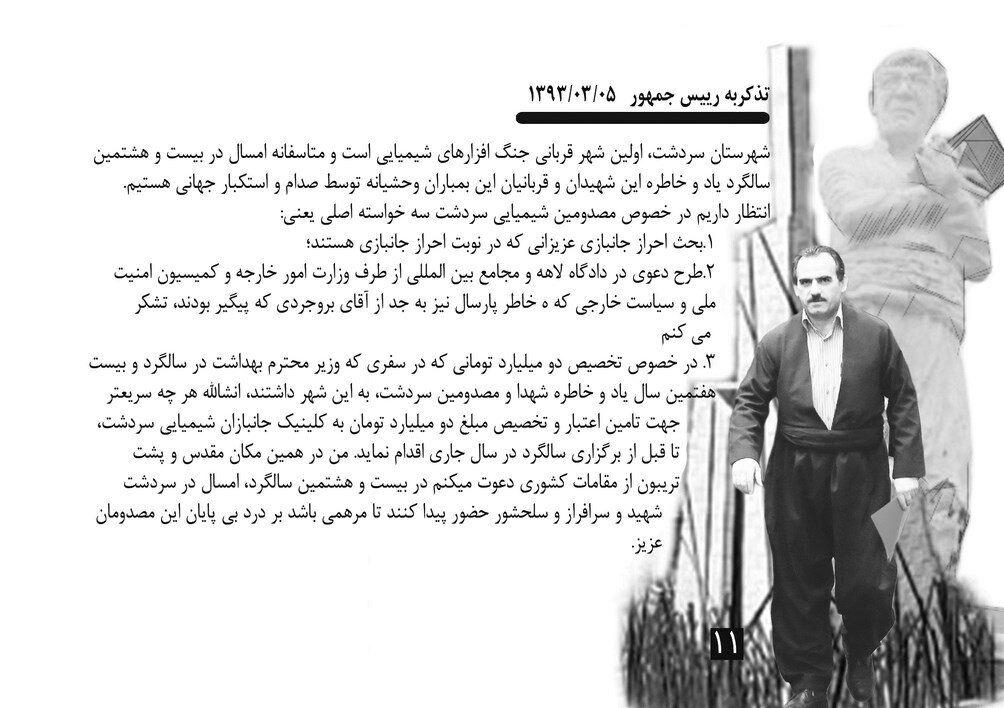 تذکربه رییس جمهور ۱۳۹۳/۰۳/۰۵
شهرستان سردشت، اولین شهر قربانی جنگ افزارهای شیمیایی است و متاسفانه امسال در بیست و هشتمین
سالگرد یاد و خاطره این شهیدان و قربانیان این بمباران وحشیانه توسط صدام و استکبار جهانی هستیم.
انتظار داریم در خصوص مصدومین شیمیایی سردشت سه خواسته اصلی یعنی:
۱.بحث احراز جانبازی عزیزانی که در نوبت احراز جانبازی هستند؛
۲.طرح دعوی در دادگاه لاهه و مجامع بین المللی از طرف وزارت امور خارجه و کمیسیون امنیت
ملی و سیاست خارجی که ه خاطر پارسال نیز به جد از آقای بروجردی که پیگیر بودند، تشکر
می کنم
۳. در خصوص تخصیص دو میلیارد تومانی که در سفری که وزیر محترم بهداشت در سالگرد و بیست
هفتمین سال یاد و خاطره شهدا و مصدومین سردشت، به این شهر داشتند، انشالله هر چه سریعتر
جهت تامین اعتبار و تخصیص مبلغ دو میلیارد تومان به کلینیک جانبازان شیمیایی سردشت،
تا قبل از برگزاری سالگرد در سال جاری اقدام نماید. من در همین مکان مقدس و پشت
تریبون از مقامات کشوری دعوت میکنم در بیست و هشتمین سالگرد، امسال در سردشت
شهید و سرافراز و سلحشور حضور پیدا کنند تا مرهمی باشد بر درد بی پایان این مصدومان
عزیز.
۱۱